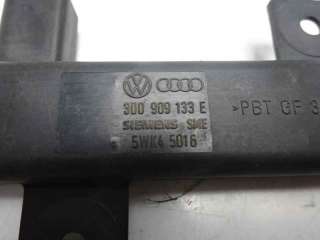 3D0 909 133 E
SIEMENS SME
5WK4 5016
>PBT GF 3